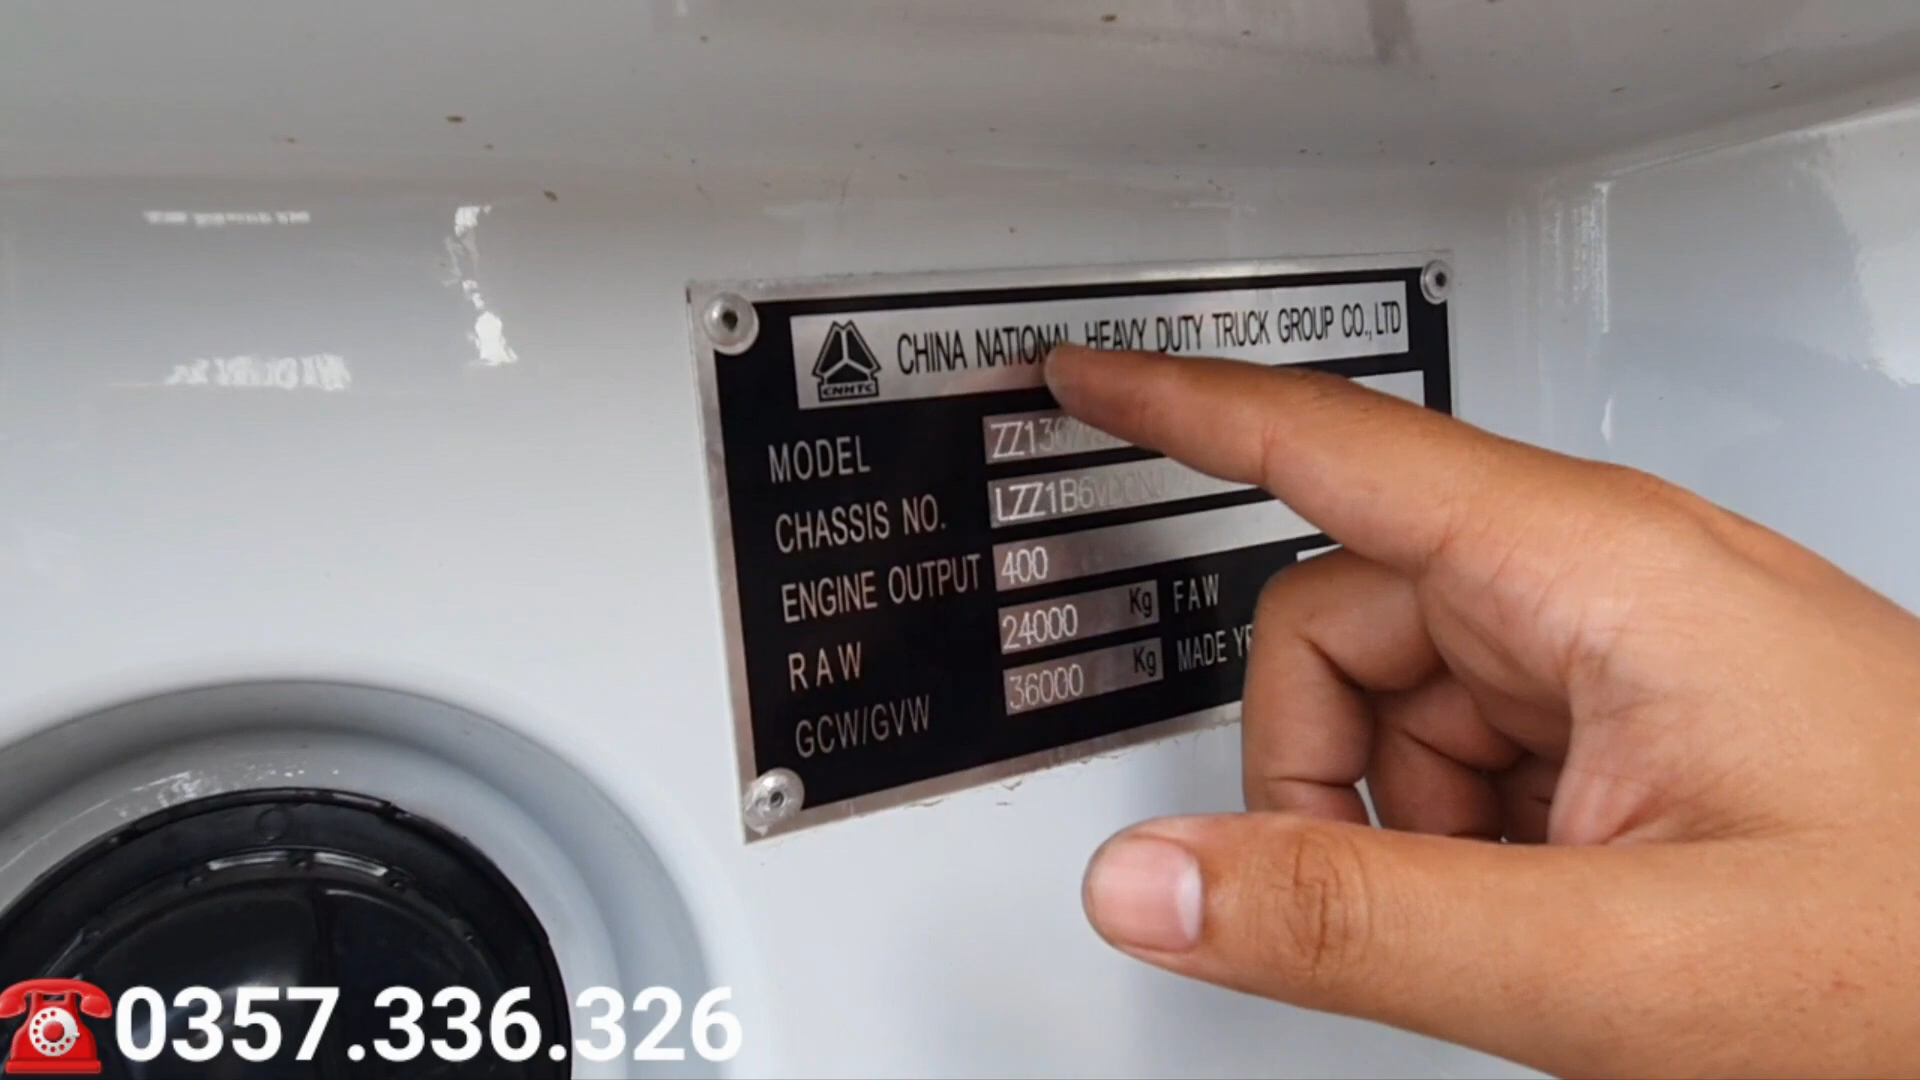 CHINA NATIONAL HEAVY DUTY TRUCK GROUP CO., LTD
CNHTC
MODEL
CHASSIS NO.
ENGINE OUTPUT 400
RAW 24000 Kg FAW
GCW/GVW 36000 Kg MADE
0357.336.326